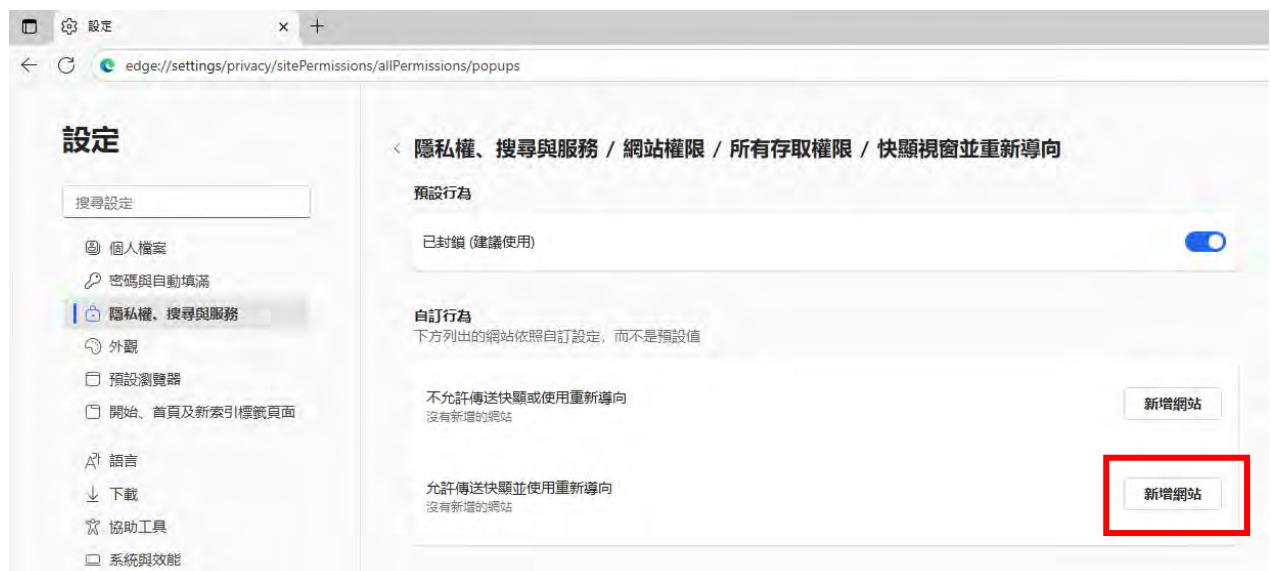 設定
edge://settings/privacy/sitePermissions/allPermissions/popups
設定
搜尋設定
個人檔案
密碼與自動填滿
隱私權、搜尋與服務
外觀
預設瀏覽器
開始、首頁及新索引標籤頁面
語言
下載
協助工具
系統與效能
隱私權、搜尋與服務 / 網站權限 / 所有存取權限 / 快顯視窗並重新導向
預設行為
已封鎖 (建議使用)
自訂行為
下方列出的網站依照自訂設定，而不是預設值
不允許傳送快顯或使用重新導向
沒有新增的網站
新增網站
允許傳送快顯並使用重新導向
沒有新增的網站
新增網站